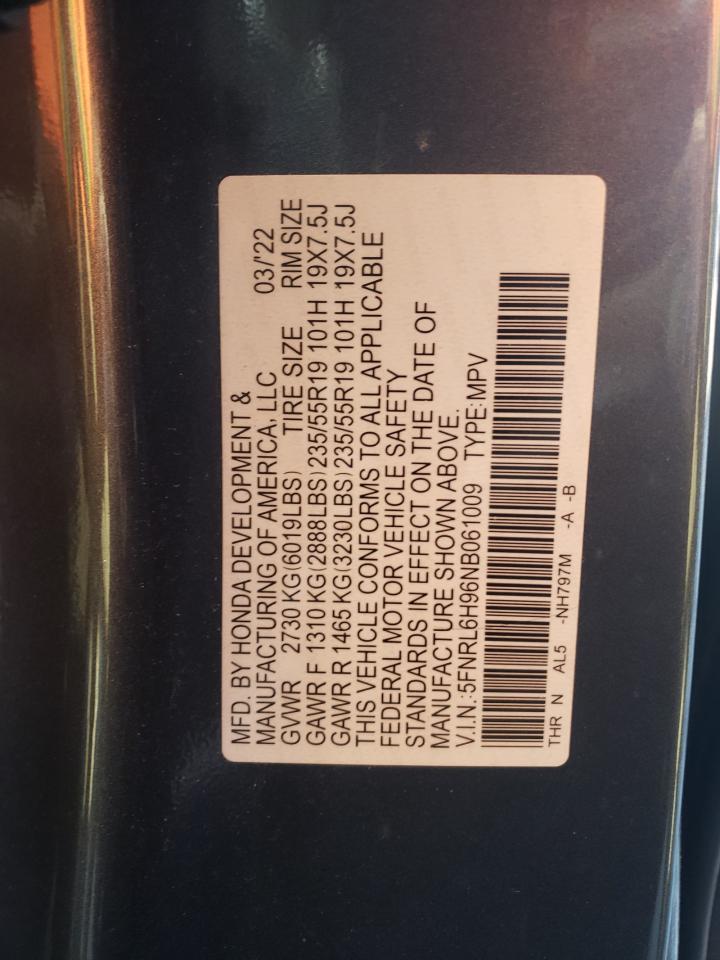 MFD. BY HONDA DEVELOPMENT &
MANUFACTURING OF AMERICA, LLC 03/'22
GVWR 2730 KG(6019LBS) TIRE SIZE RIM SIZE
GAWR F 1310 KG(2888LBS) 235/55R19 101H 19X7.5J
GAWR R 1465 KG(3230LBS) 235/55R19 101H 19X7.5J
THIS VEHICLE CONFORMS TO ALL APPLICABLE
FEDERAL MOTOR VEHICLE SAFETY
STANDARDS IN EFFECT ON THE DATE OF
MANUFACTURE SHOWN ABOVE.
V.I.N.:5FNRL6H96NB061009 TYPE:MPV
THR N AL5 -NH797M -A -B